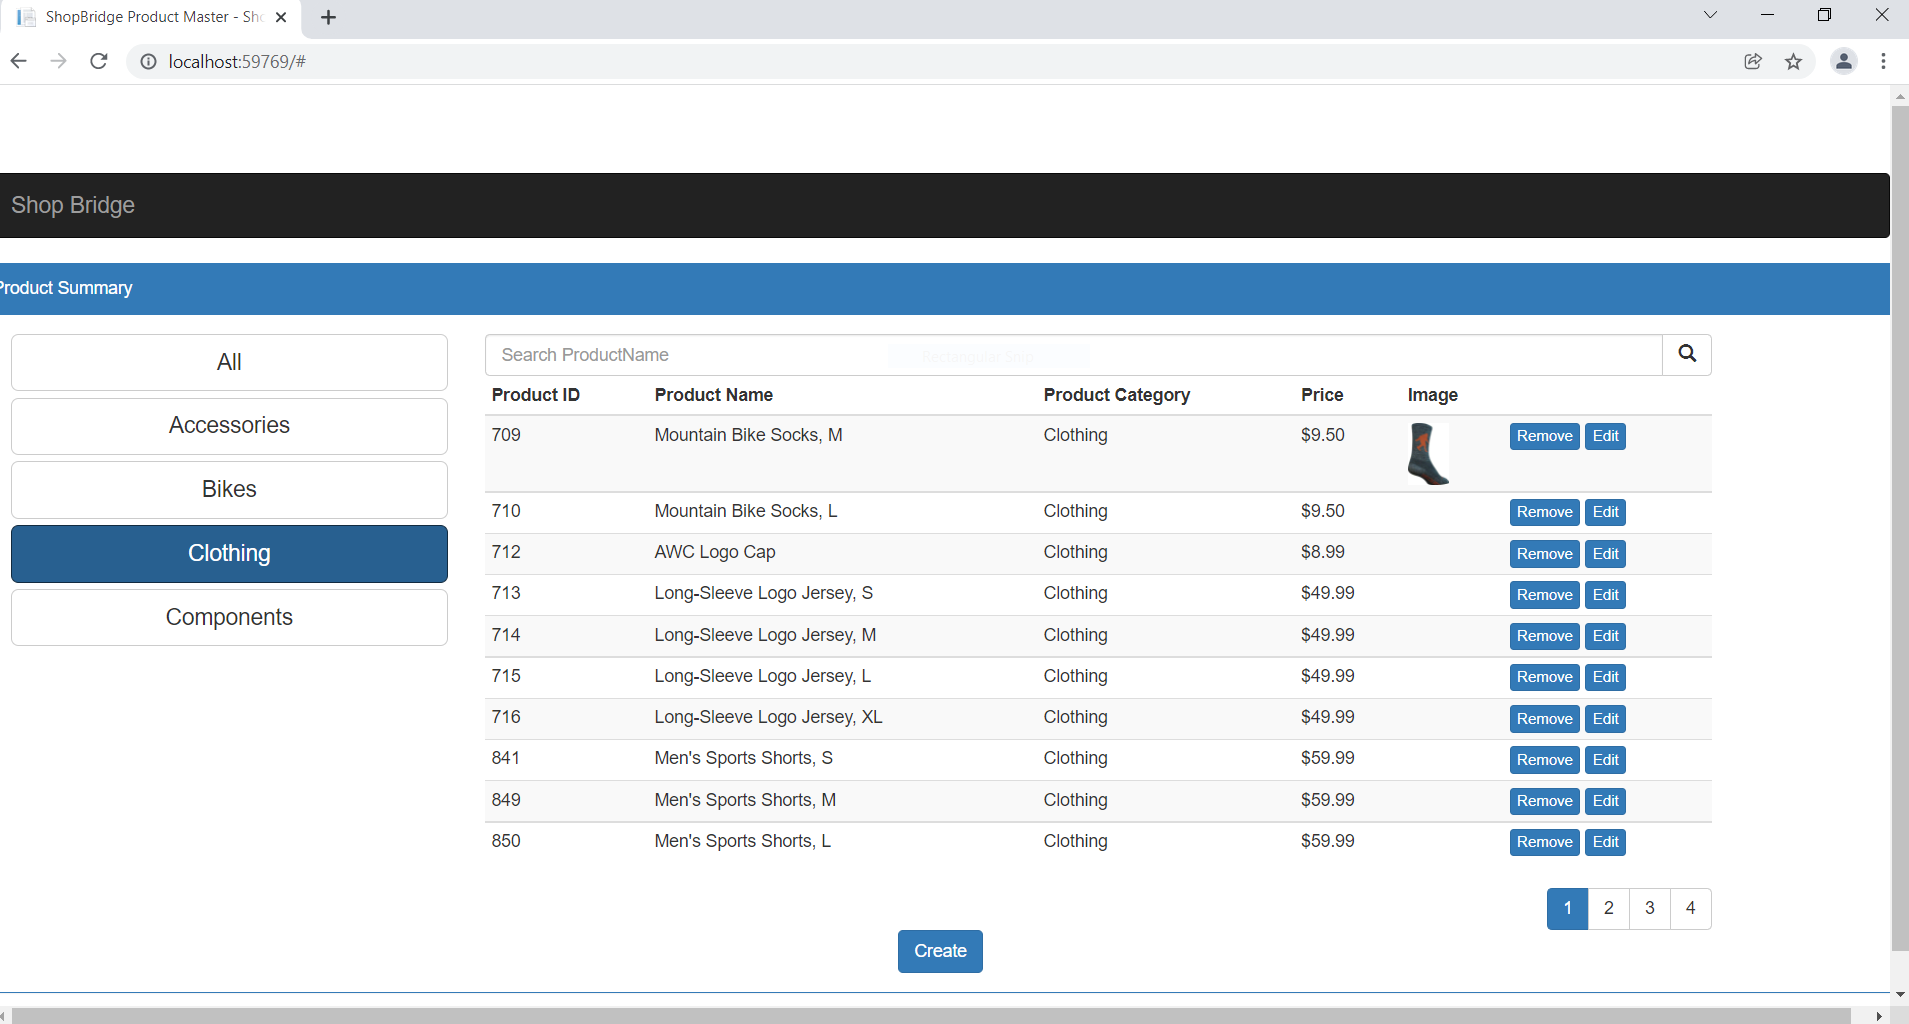 ShopBridge Product Master - Sho
localhost:59769/#
Shop Bridge
Product Summary
All
Accessories
Bikes
Clothing
Components
Search ProductName
Rectangular Snip
Product ID Product Name Product Category Price Image
709 Mountain Bike Socks, M Clothing $9.50 Remove Edit
710 Mountain Bike Socks, L Clothing $9.50 Remove Edit
712 AWC Logo Cap Clothing $8.99 Remove Edit
713 Long-Sleeve Logo Jersey, S Clothing $49.99 Remove Edit
714 Long-Sleeve Logo Jersey, M Clothing $49.99 Remove Edit
715 Long-Sleeve Logo Jersey, L Clothing $49.99 Remove Edit
716 Long-Sleeve Logo Jersey, XL Clothing $49.99 Remove Edit
841 Men's Sports Shorts, S Clothing $59.99 Remove Edit
849 Men's Sports Shorts, M Clothing $59.99 Remove Edit
850 Men's Sports Shorts, L Clothing $59.99 Remove Edit
1 2 3 4
Create